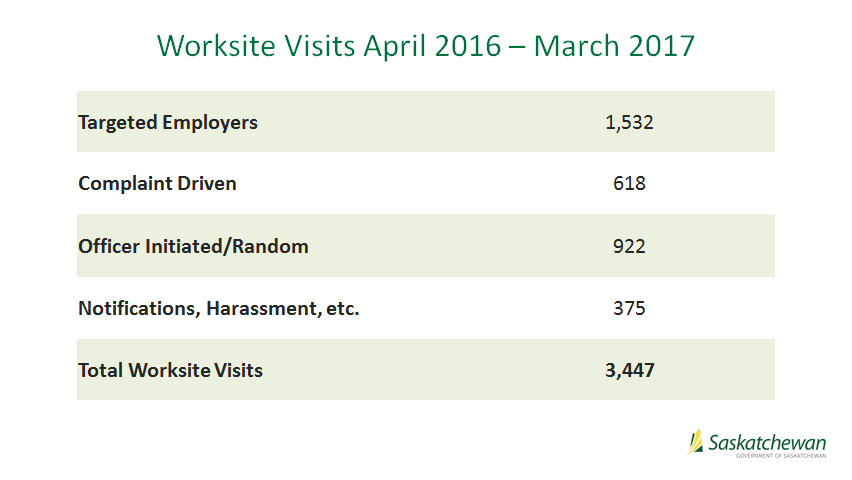 Worksite Visits April 2016 – March 2017
Targeted Employers 1,532
Complaint Driven 618
Officer Initiated/Random 922
Notifications, Harassment, etc. 375
Total Worksite Visits 3,447
Saskatchewan
GOVERNMENT OF SASKATCHEWAN